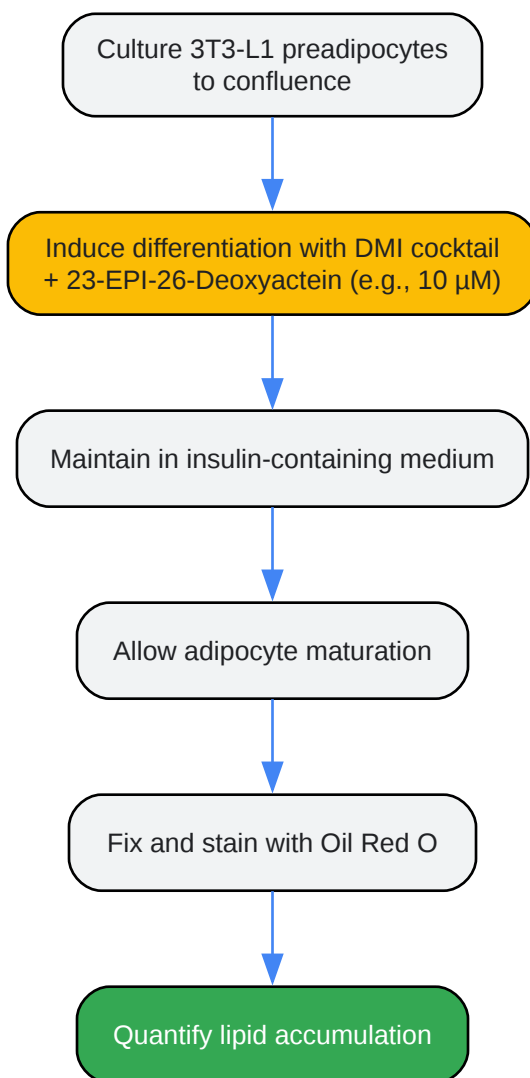 Culture 3T3-L1 preadipocytes
to confluence
Induce differentiation with DMI cocktail
+ 23-EPI-26-Deoxyactein (e.g., 10 µM)
Maintain in insulin-containing medium
Allow adipocyte maturation
Fix and stain with Oil Red O
Quantify lipid accumulation